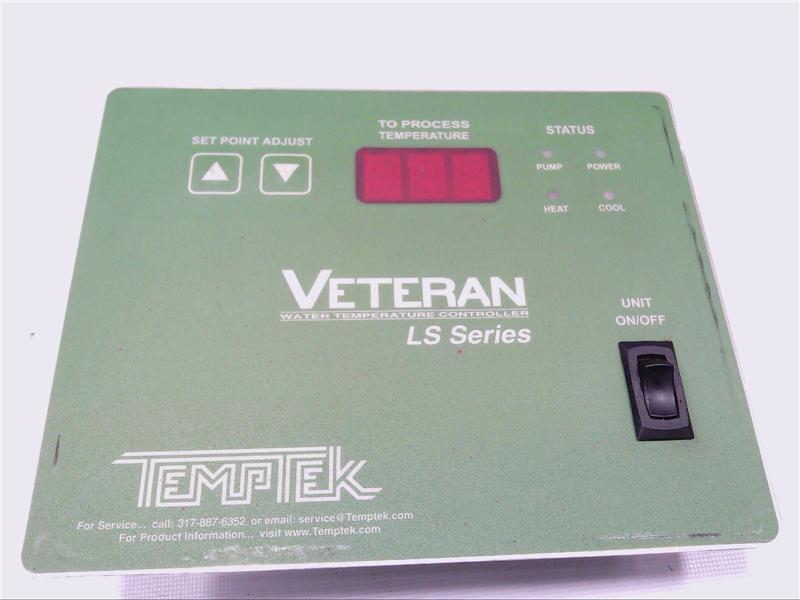 SET POINT ADJUST
TO PROCESS
TEMPERATURE
STATUS
PUMP POWER
HEAT COOL
VETERAN
WATER TEMPERATURE CONTROLLER
LS Series
UNIT
ON/OFF
TEMPTEK
For Service... call: 317-887-6352 or email: service@Temptek.com
For Product Information... visit www.Temptek.com